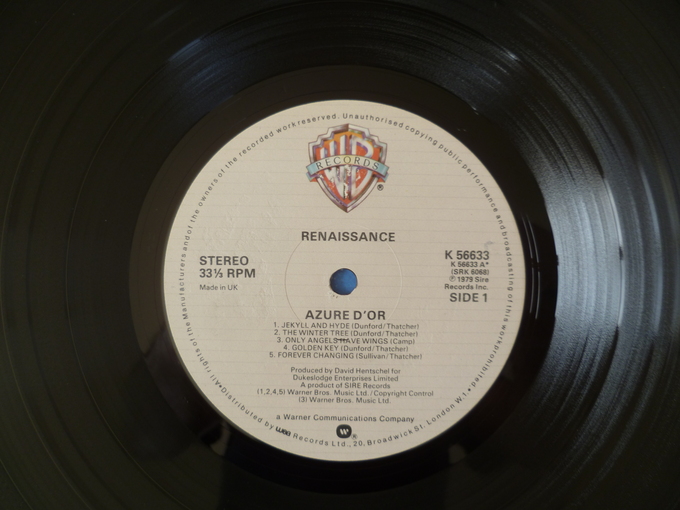 All rights of the Manufacturers and of the owners of the recorded work reserved. Unauthorised copying public performance and broadcasting of this work prohibited.
WB
RECORDS
®
RENAISSANCE
STEREO
33⅓ RPM
Made in UK
K 56633
K 56633 A*
(SRK 6068)
℗ 1979 Sire
Records Inc.
SIDE 1
AZURE D'OR
1. JEKYLL AND HYDE (Dunford/Thatcher)
2. THE WINTER TREE (Dunford/Thatcher)
3. ONLY ANGELS HAVE WINGS (Camp)
4. GOLDEN KEY (Dunford/Thatcher)
5. FOREVER CHANGING (Sullivan/Thatcher)
Produced by David Hentschel for
Dukeslodge Enterprises Limited
A product of SIRE Records
(1,2,4,5) Warner Bros. Music Ltd./Copyright Control
(3) Warner Bros. Music Ltd.
a Warner Communications Company
®
Distributed by wea Records Ltd., 20, Broadwick St. London W.1.